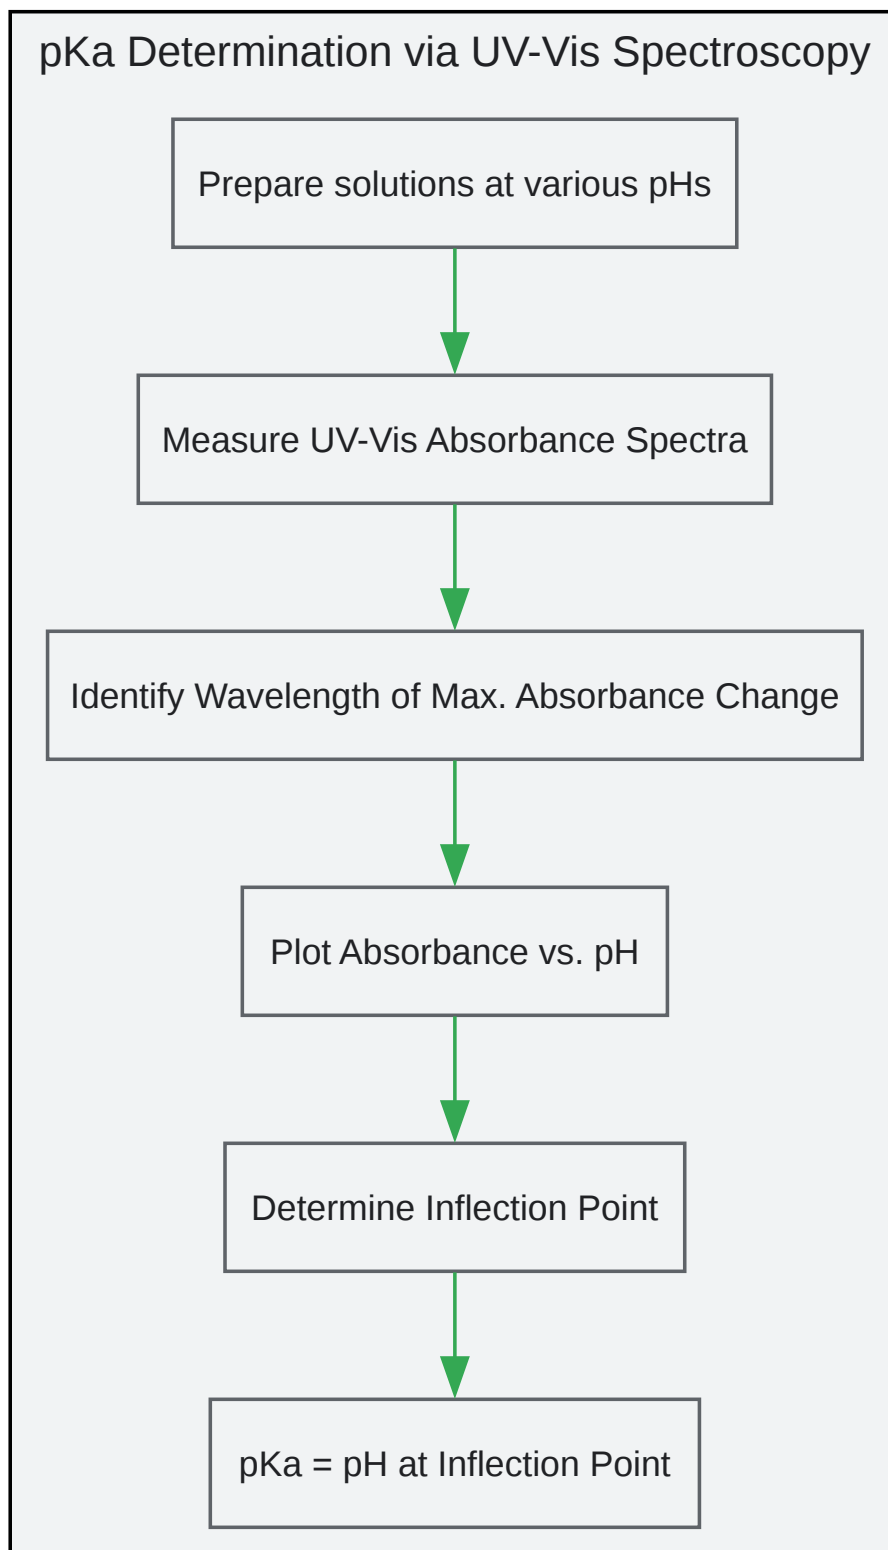 pKa Determination via UV-Vis Spectroscopy
Prepare solutions at various pHs
Measure UV-Vis Absorbance Spectra
Identify Wavelength of Max. Absorbance Change
Plot Absorbance vs. pH
Determine Inflection Point
pKa = pH at Inflection Point